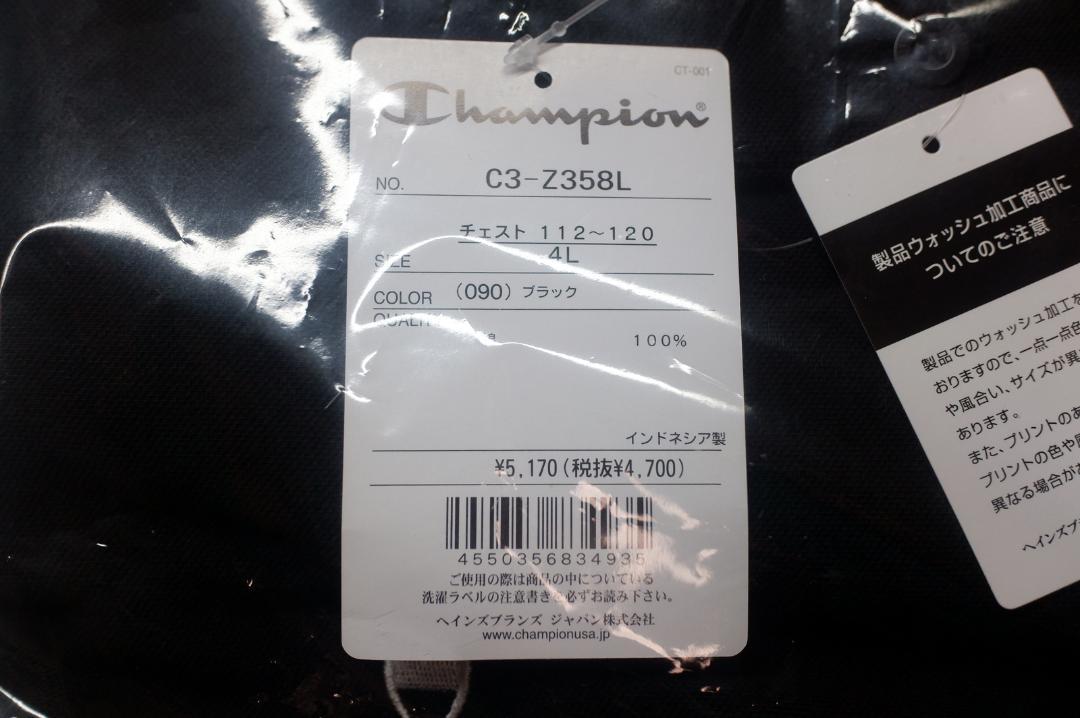 CT-001
Champion®
NO. C3-Z358L
チェスト 112～120
SIZE 4L
COLOR (090) ブラック
QUALITY
100%
インドネシア製
¥5,170(税抜¥4,700)
4550356834935
ご使用の際は商品の中についている
洗濯ラベルの注意書きを必ずお読み下さい。
ヘインズブランズ ジャパン株式会社
www.championusa.jp
製品ウォッシュ加工商品に
ついてのご注意
製品でのウォッシュ加工を
おりますので、一点一点色
や風合い、サイズが異
あります。
また、プリントのあ
プリントの色や
異なる場合が
ヘインズブ